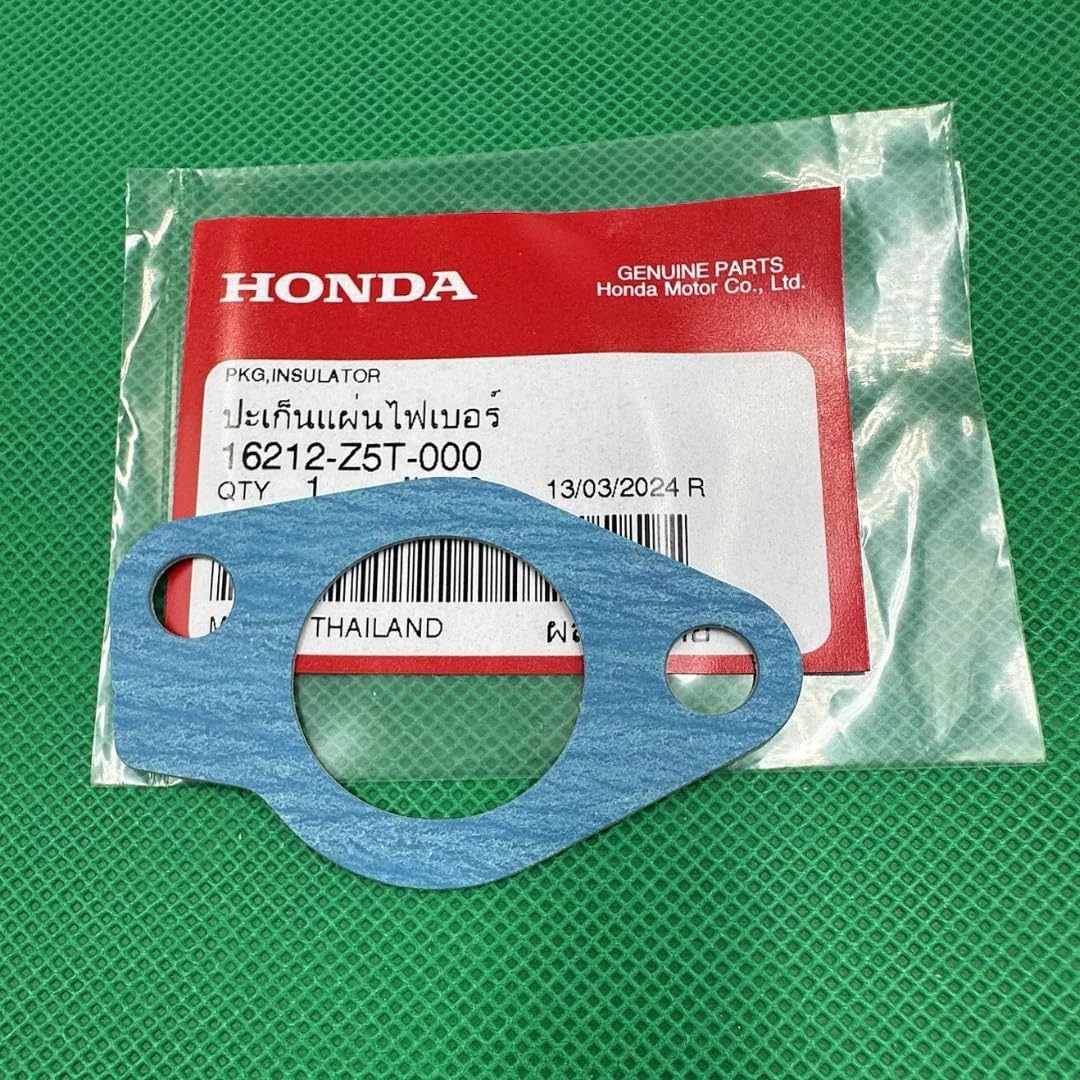 HONDA
GENUINE PARTS
Honda Motor Co., Ltd.
PKG,INSULATOR
ปะเก็นแผ่นไฟเบอร์
16212-Z5T-000
QTY 1
13/03/2024 R
THAILAND